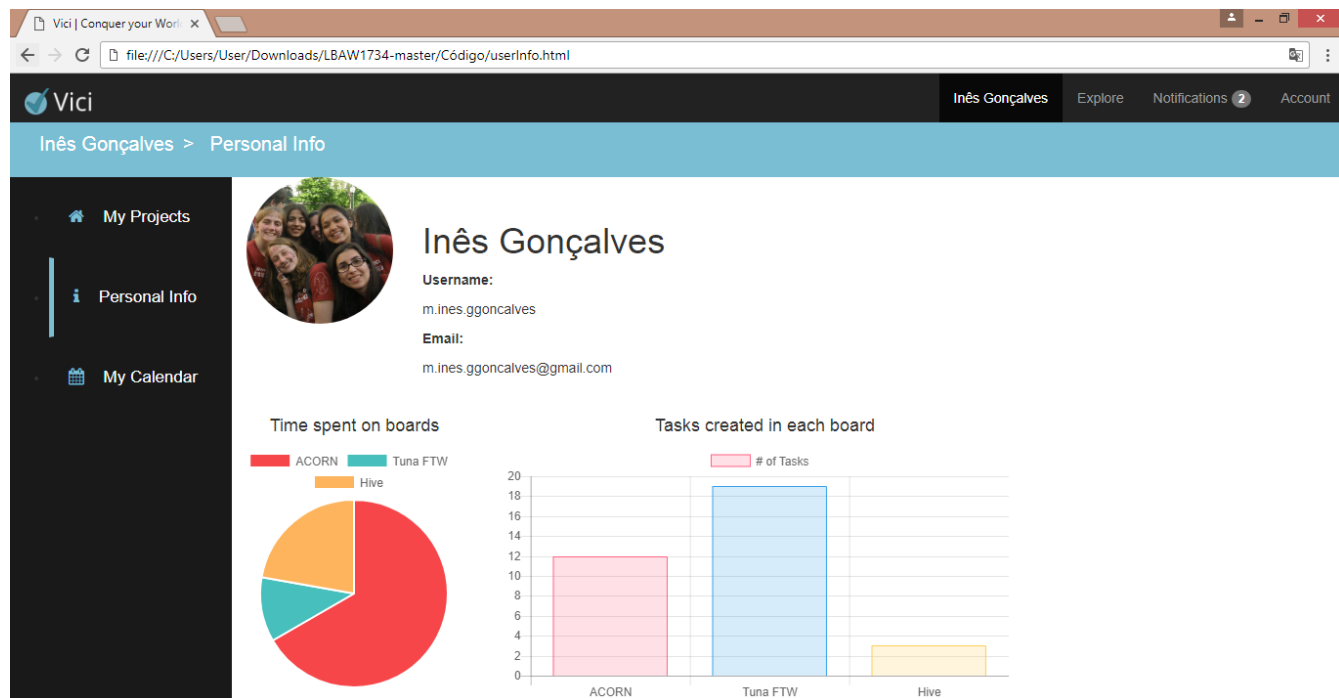 Vici | Conquer your Worl
file:///C:/Users/User/Downloads/LBAW1734-master/Código/userInfo.html
Vici Inês Gonçalves Explore Notifications 2 Account
Inês Gonçalves > Personal Info
My Projects
Personal Info
My Calendar
Inês Gonçalves
Username:
m.ines.ggoncalves
Email:
m.ines.ggoncalves@gmail.com
Time spent on boards
ACORN Tuna FTW
Hive
Tasks created in each board
# of Tasks
20
18
16
14
12
10
8
6
4
2
0
ACORN Tuna FTW Hive